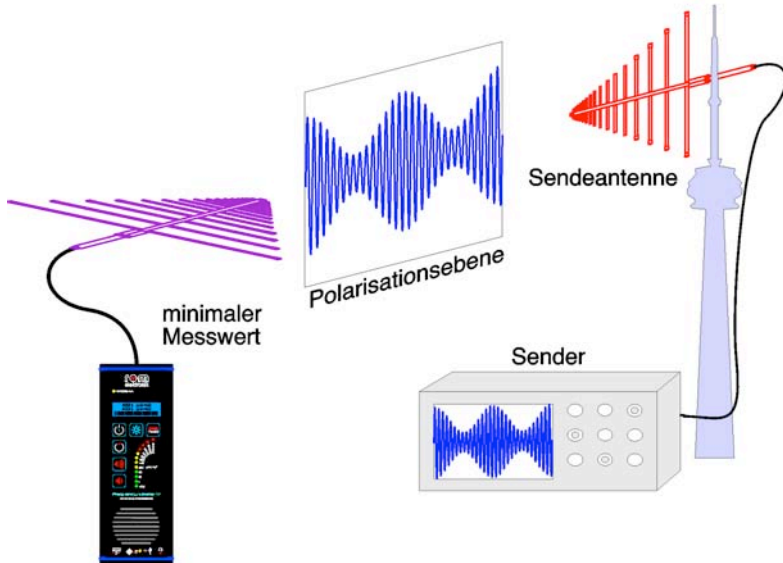 Sendeantenne
Polarisationsebene
minimaler
Messwert
Sender